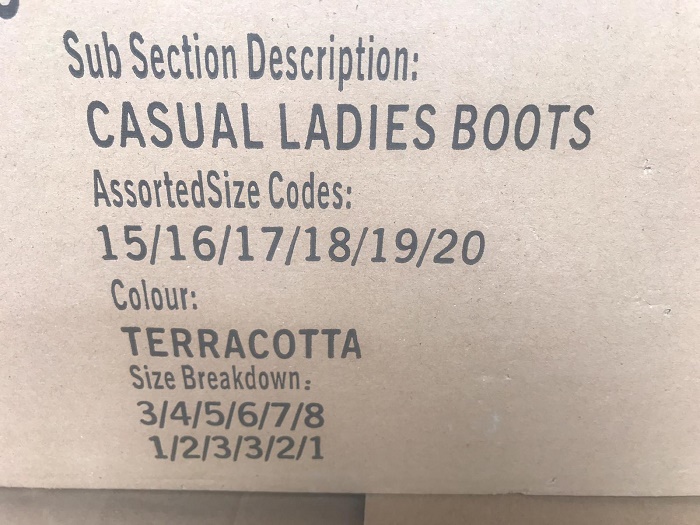 Sub Section Description:
CASUAL LADIES BOOTS
AssortedSize Codes:
15/16/17/18/19/20
Colour:
TERRACOTTA
Size Breakdown:
3/4/5/6/7/8
1/2/3/3/2/1